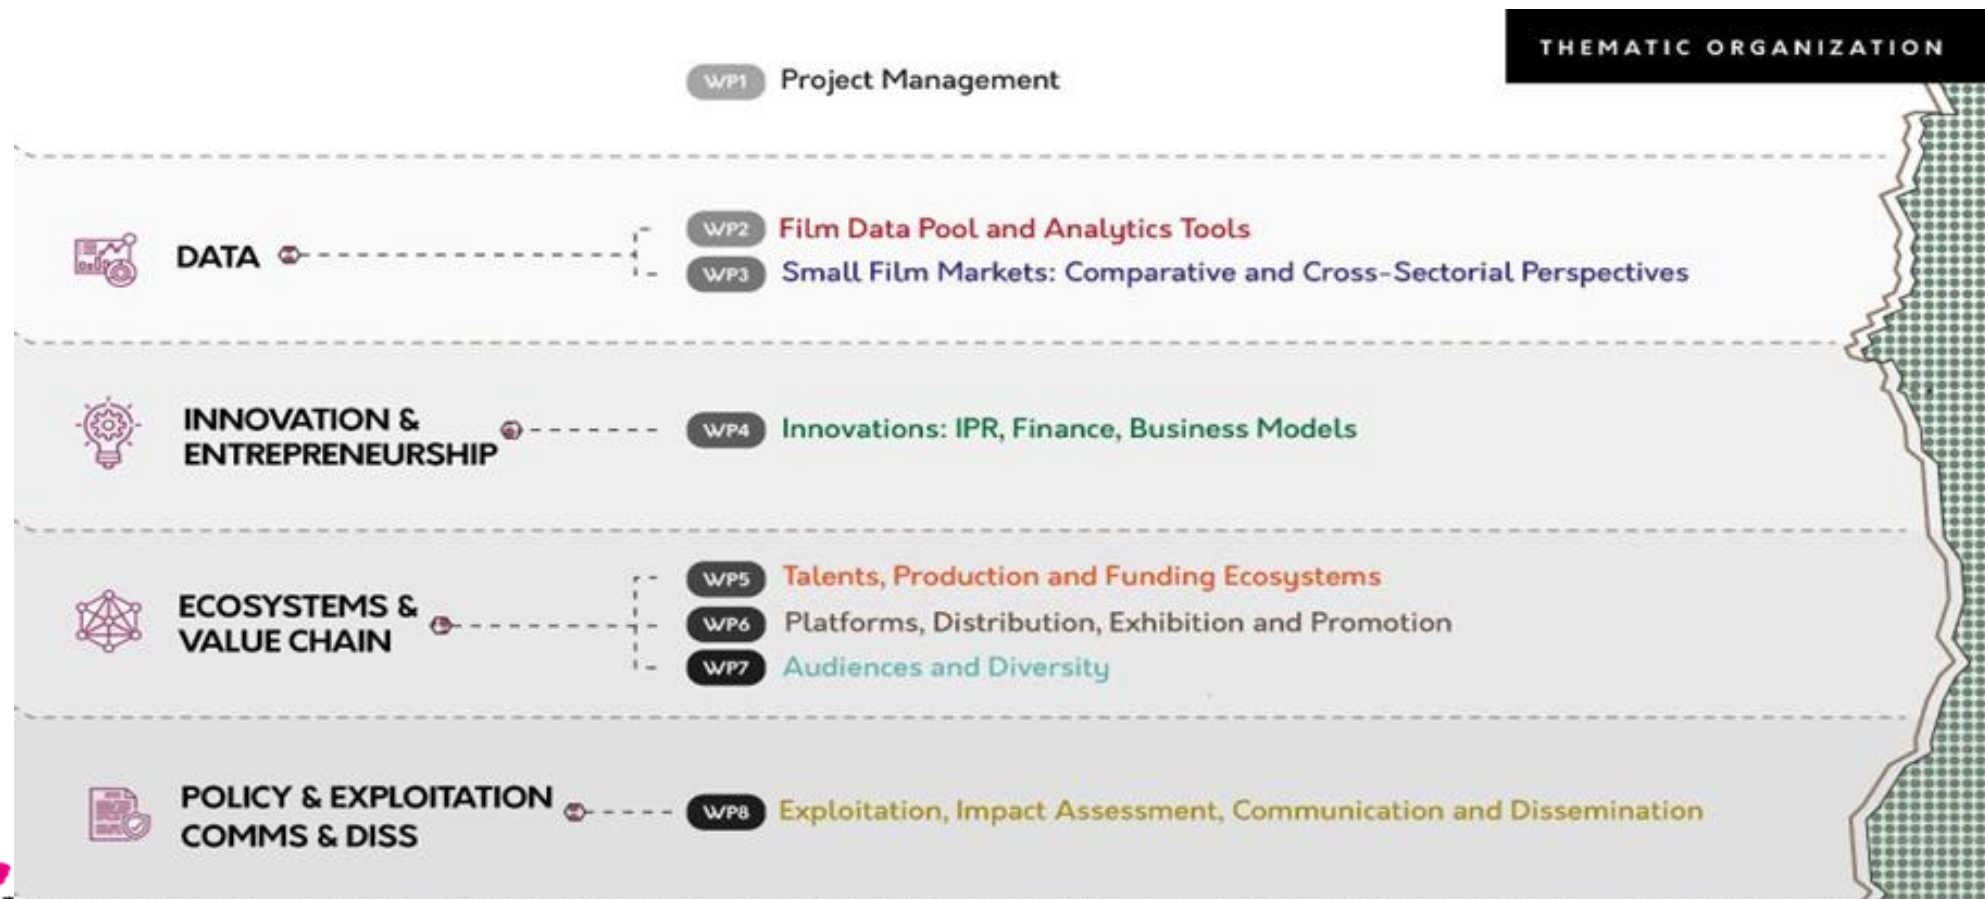 THEMATIC ORGANIZATION
WP1 Project Management
DATA
WP2 Film Data Pool and Analytics Tools
WP3 Small Film Markets: Comparative and Cross-Sectorial Perspectives
INNOVATION &
ENTREPRENEURSHIP
WP4 Innovations: IPR, Finance, Business Models
ECOSYSTEMS &
VALUE CHAIN
WP5 Talents, Production and Funding Ecosystems
WP6 Platforms, Distribution, Exhibition and Promotion
WP7 Audiences and Diversity
POLICY & EXPLOITATION
COMMS & DISS
WP8 Exploitation, Impact Assessment, Communication and Dissemination